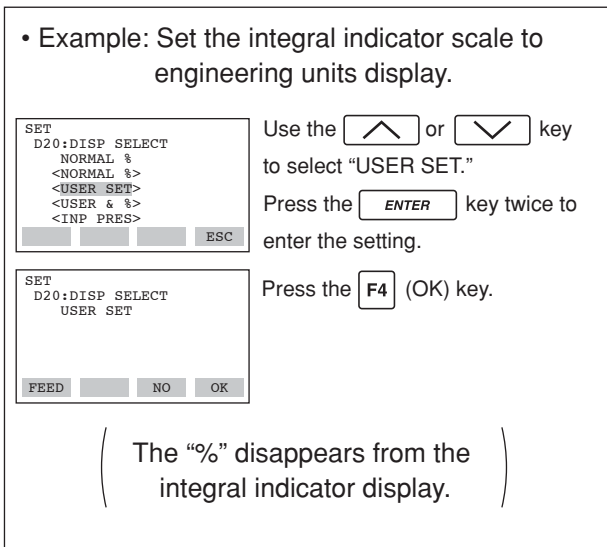 • Example: Set the integral indicator scale to
engineering units display.
SET
D20:DISP SELECT
NORMAL %
<NORMAL %>
<USER SET>
<USER & %>
<INP PRES>
ESC
Use the or key
to select “USER SET.”
Press the ENTER key twice to
enter the setting.
SET
D20:DISP SELECT
USER SET
FEED NO OK
Press the F4 (OK) key.
The “%” disappears from the
integral indicator display.